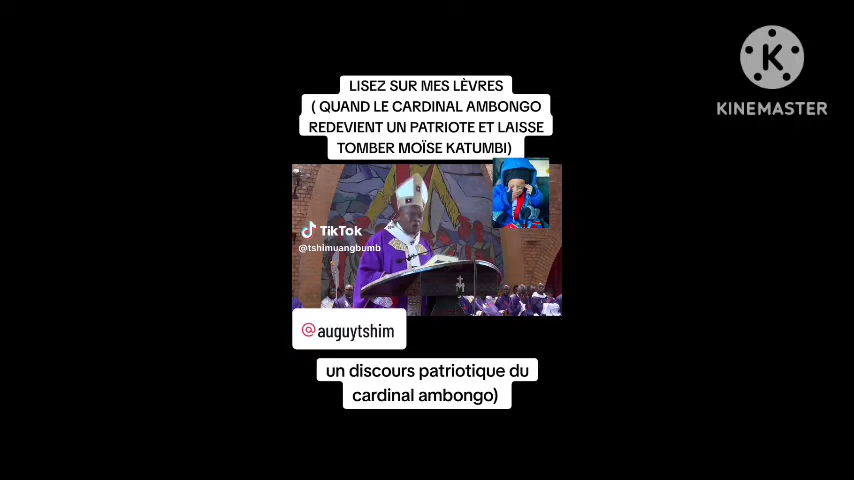 LISEZ SUR MES LÈVRES
( QUAND LE CARDINAL AMBONGO
REDEVIENT UN PATRIOTE ET LAISSE
TOMBER MOÏSE KATUMBI)
K
KINEMASTER
TikTok
@tshimuangbumb
@auguytshim
un discours patriotique du
cardinal ambongo)